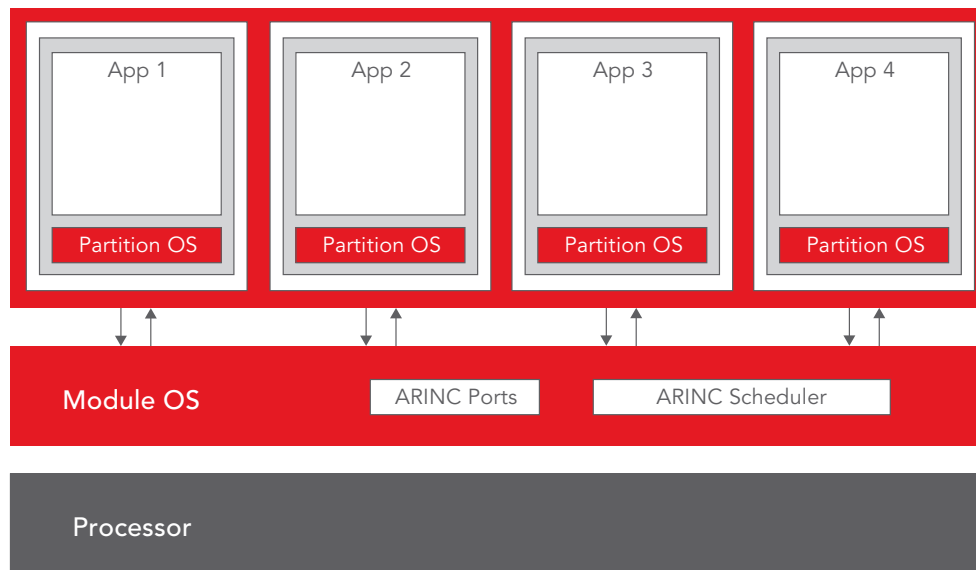 App 1
App 2
App 3
App 4
Partition OS
Partition OS
Partition OS
Partition OS
Module OS
ARINC Ports
ARINC Scheduler
Processor